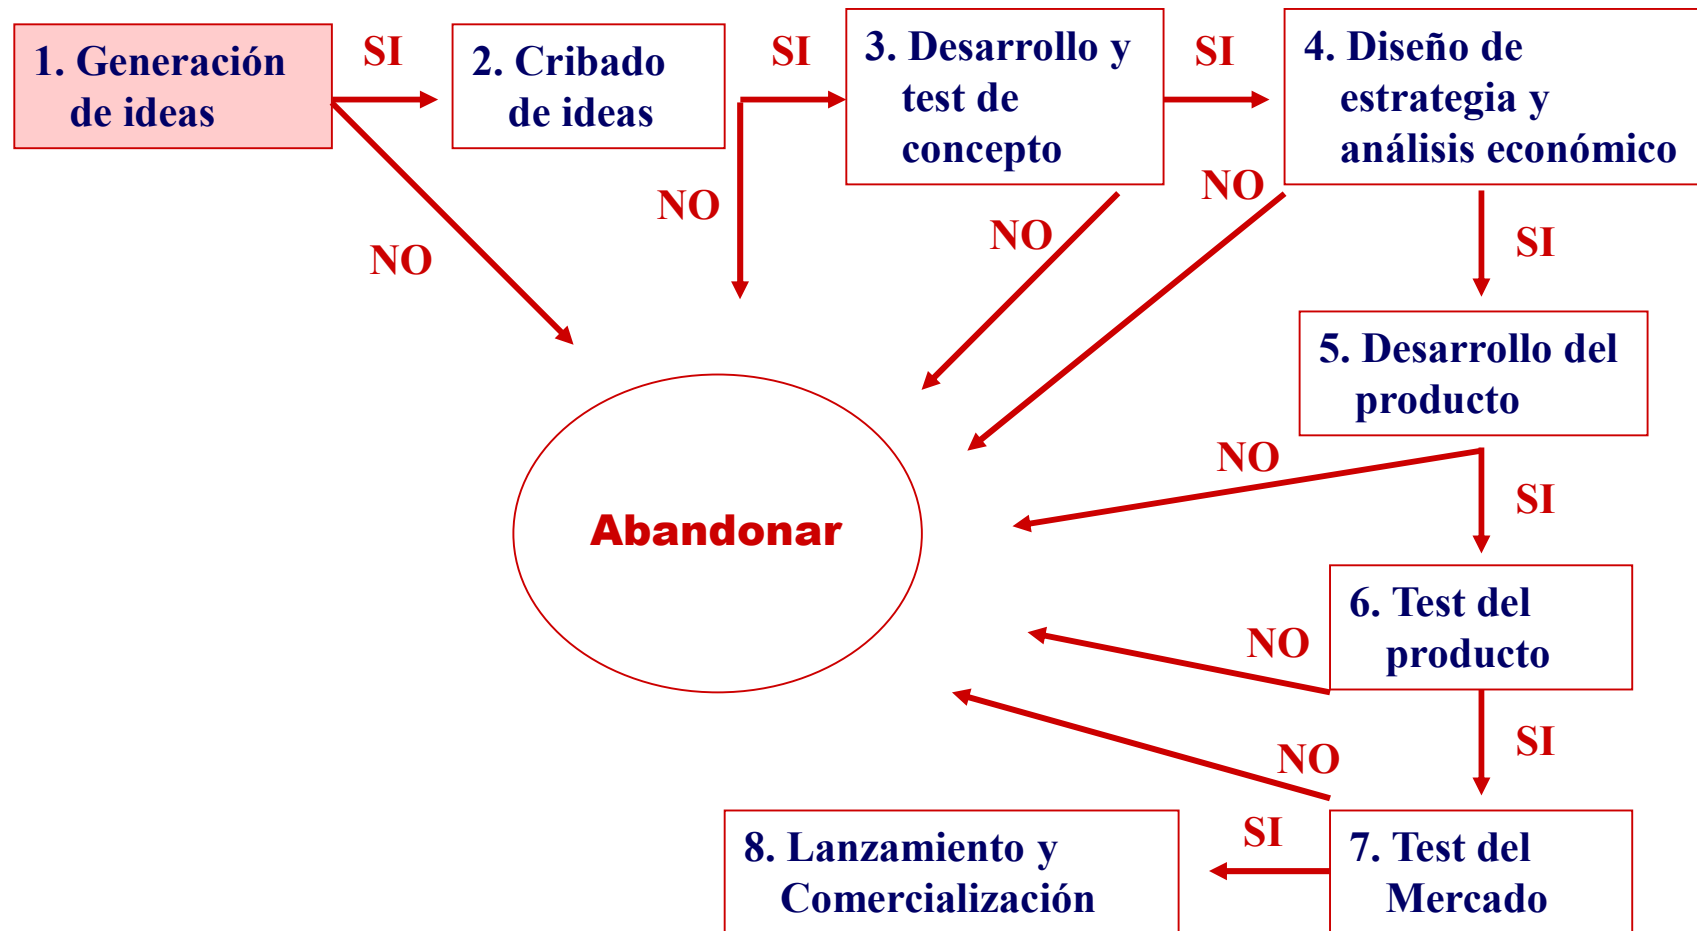 1. Generación
de ideas
SI
2. Cribado
de ideas
SI
3. Desarrollo y
test de
concepto
SI
4. Diseño de
estrategia y
análisis económico
NO
NO
NO
NO
SI
5. Desarrollo del
producto
NO
SI
Abandonar
6. Test del
producto
NO
SI
NO
7. Test del
Mercado
SI
8. Lanzamiento y
Comercialización